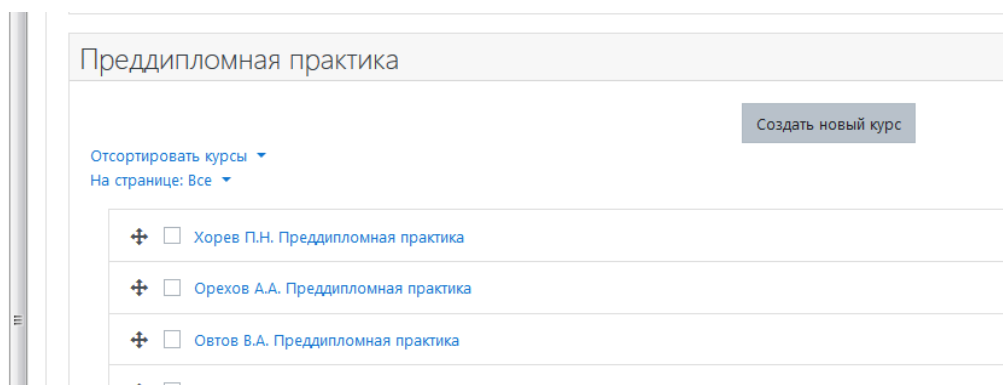 Преддипломная практика
Создать новый курс
Отсортировать курсы
На странице: Все
Хорев П.Н. Преддипломная практика
Орехов А.А. Преддипломная практика
Овтов В.А. Преддипломная практика